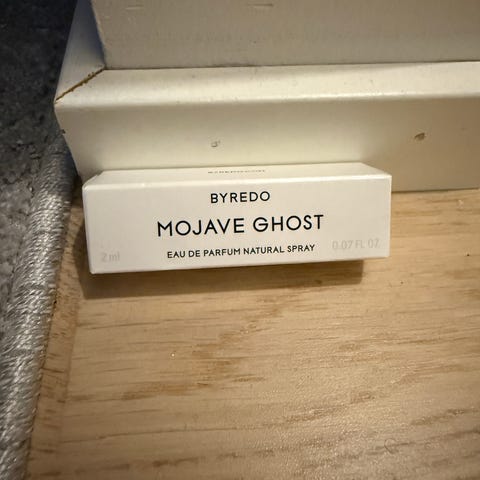 BYREDO
MOJAVE GHOST
2 ml EAU DE PARFUM NATURAL SPRAY 0.07 FL OZ